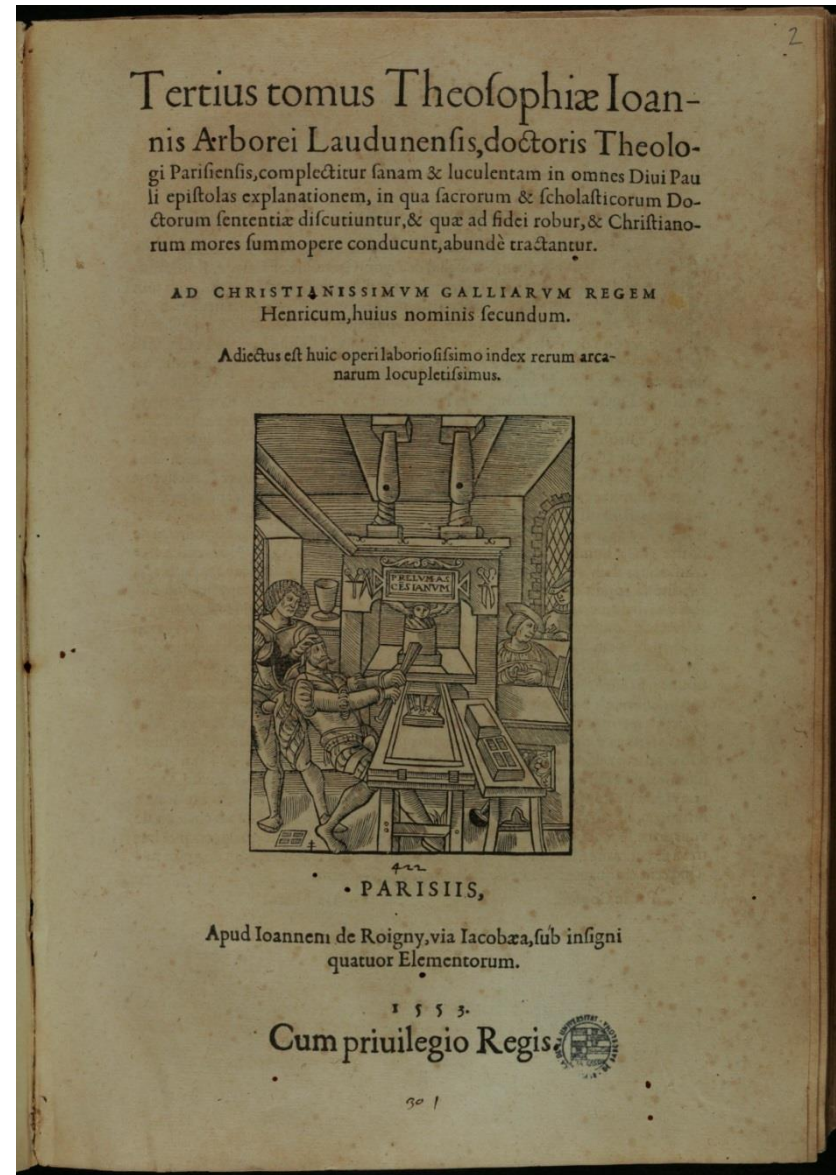 2
Tertius tomus Theoſophiæ Ioan-
nis Arborei Laudunenſis, doctoris Theolo-
gi Pariſienſis, complectitur ſanam & luculentam in omnes Diui Pau
li epiſtolas explanationem, in qua ſacrorum & ſcholaſticorum Do-
ctorum ſententiæ diſcutiuntur, & quæ ad fidei robur, & Chriſtiano-
rum mores ſummopere conducunt, abundè tractantur.
AD CHRISTIANISSIMVM GALLIARVM REGEM
Henricum, huius nominis ſecundum.
Adiectus eſt huic operi laborioſiſsimo index rerum arca-
narum locupletiſsimus.
PRELVM AS
CESIANVM
422
PARISIIS,
Apud Ioannem de Roigny, via Iacobæa, ſub inſigni
quatuor Elementorum.
1553.
Cum priuilegio Regis.
30 1